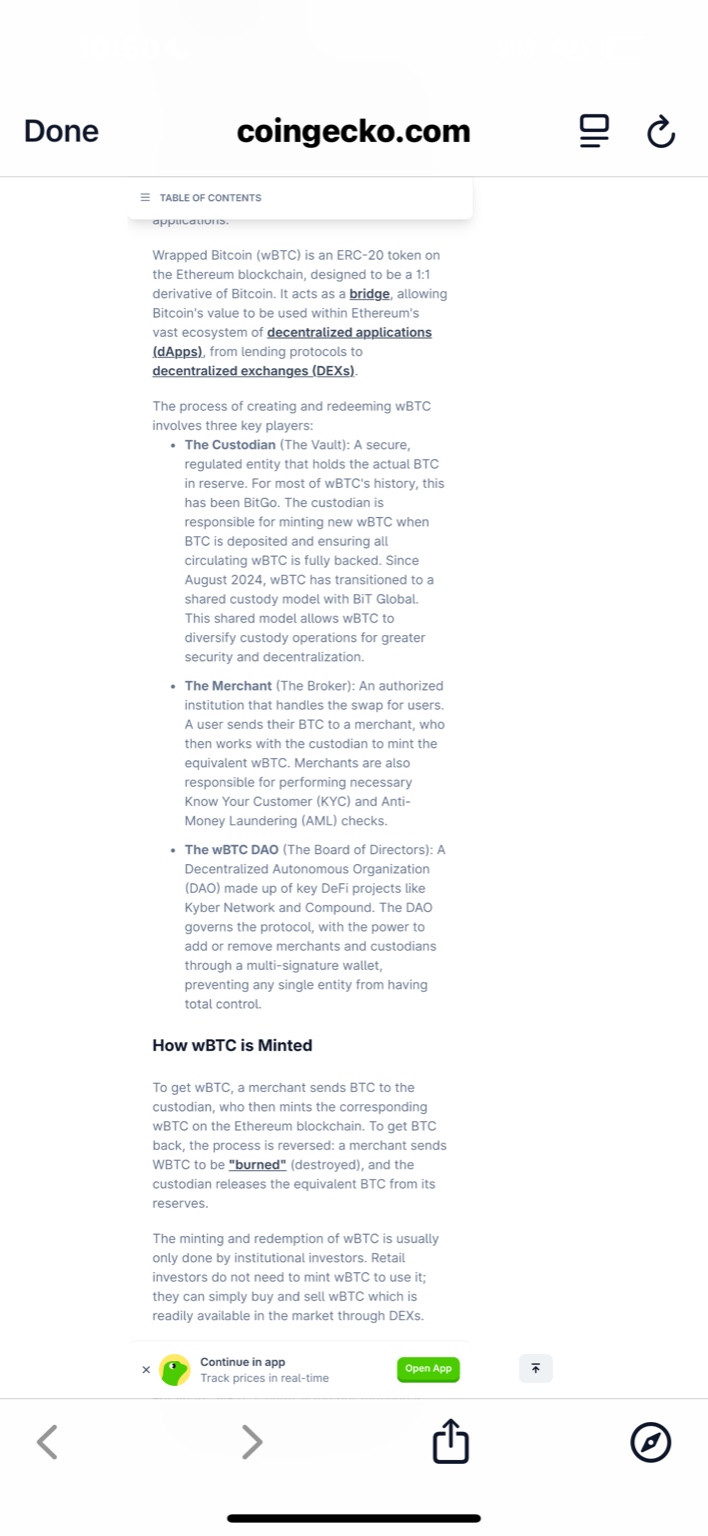 Done
coingecko.com
TABLE OF CONTENTS
applications.
Wrapped Bitcoin (wBTC) is an ERC-20 token on
the Ethereum blockchain, designed to be a 1:1
derivative of Bitcoin. It acts as a bridge, allowing
Bitcoin's value to be used within Ethereum's
vast ecosystem of decentralized applications
(dApps), from lending protocols to
decentralized exchanges (DEXs).
The process of creating and redeeming wBTC
involves three key players:
• The Custodian (The Vault): A secure,
regulated entity that holds the actual BTC
in reserve. For most of wBTC's history, this
has been BitGo. The custodian is
responsible for minting new wBTC when
BTC is deposited and ensuring all
circulating wBTC is fully backed. Since
August 2024, wBTC has transitioned to a
shared custody model with BiT Global.
This shared model allows wBTC to
diversify custody operations for greater
security and decentralization.
• The Merchant (The Broker): An authorized
institution that handles the swap for users.
A user sends their BTC to a merchant, who
then works with the custodian to mint the
equivalent wBTC. Merchants are also
responsible for performing necessary
Know Your Customer (KYC) and Anti-
Money Laundering (AML) checks.
• The wBTC DAO (The Board of Directors): A
Decentralized Autonomous Organization
(DAO) made up of key DeFi projects like
Kyber Network and Compound. The DAO
governs the protocol, with the power to
add or remove merchants and custodians
through a multi-signature wallet,
preventing any single entity from having
total control.
How wBTC is Minted
To get wBTC, a merchant sends BTC to the
custodian, who then mints the corresponding
wBTC on the Ethereum blockchain. To get BTC
back, the process is reversed: a merchant sends
WBTC to be "burned" (destroyed), and the
custodian releases the equivalent BTC from its
reserves.
The minting and redemption of wBTC is usually
only done by institutional investors. Retail
investors do not need to mint wBTC to use it;
they can simply buy and sell wBTC which is
readily available in the market through DEXs.
Continue in app
Track prices in real-time
Open App